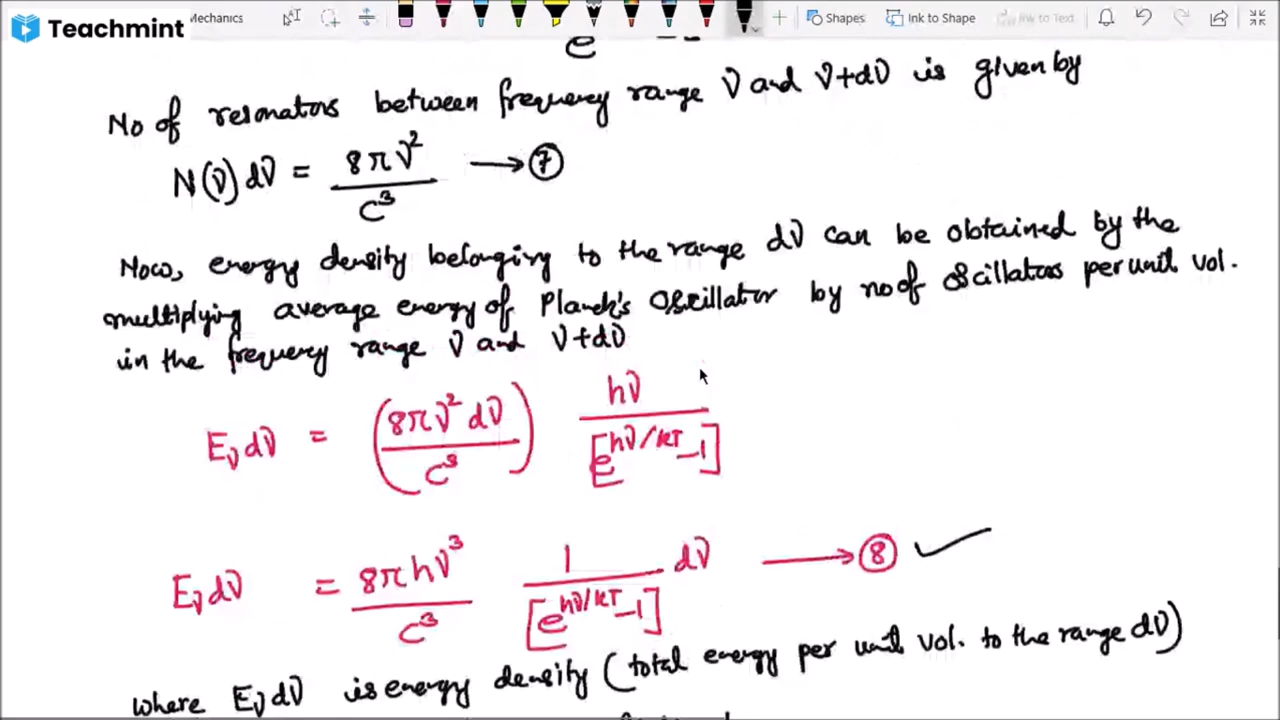 Mechanics
Shapes
Ink to Shape
Ink to Text
Teachmint
e
No of resonators between frequency range ν and ν+dν is given by
N(ν)dν = 8πν² / c³ → ⑦
Now, energy density belonging to the range dν can be obtained by the
multiplying average energy of Planck's oscillator by no of oscillators per unit vol.
in the frequency range ν and ν+dν
Eν dν = (8πν² dν / c³) hν / [e^hν/kT -1]
Eν dν = 8πhν³ / c³ 1 / [e^hν/kT -1] dν → ⑧ ✓
where Eν dν is energy density (total energy per unit vol. to the range dν)